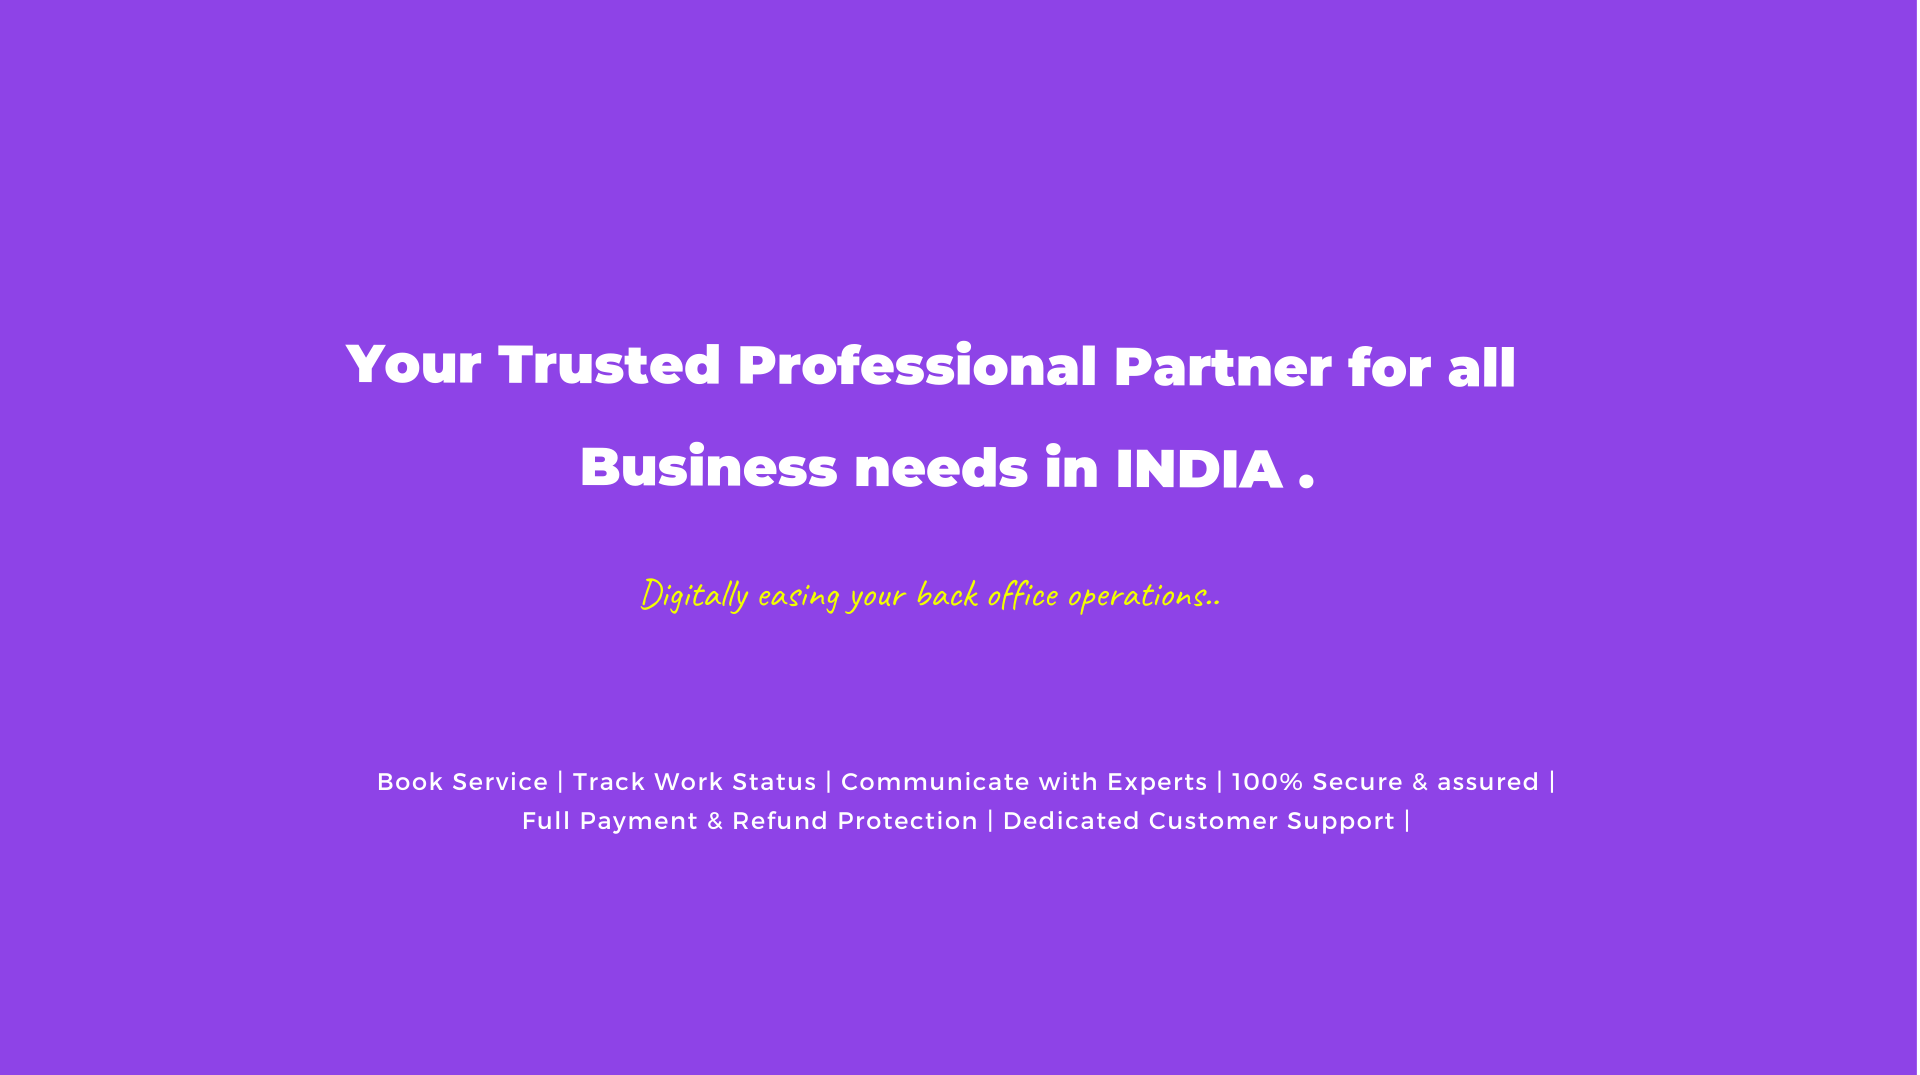 Your Trusted Professional Partner for all
Business needs in INDIA .
Digitally easing your back office operations..
Book Service | Track Work Status | Communicate with Experts | 100% Secure & assured |
Full Payment & Refund Protection | Dedicated Customer Support |